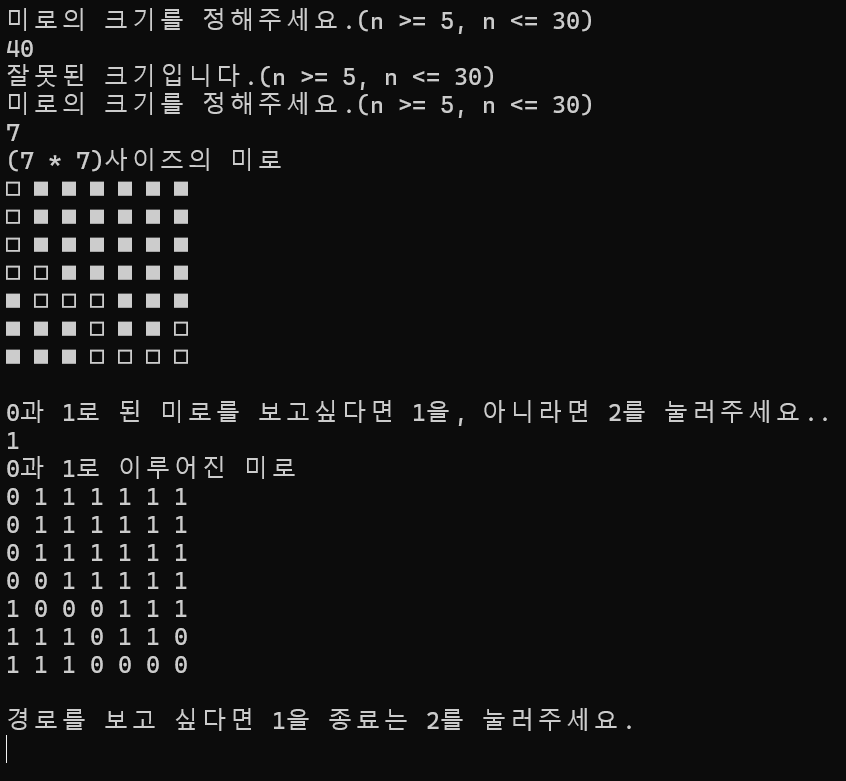 미로의 크기를 정해주세요.(n >= 5, n <= 30)
40
잘못된 크기입니다.(n >= 5, n <= 30)
미로의 크기를 정해주세요.(n >= 5, n <= 30)
7
(7 * 7)사이즈의 미로
□ ■ ■ ■ ■ ■ ■
□ ■ ■ ■ ■ ■ ■
□ ■ ■ ■ ■ ■ ■
□ □ ■ ■ ■ ■ ■
■ □ □ □ ■ ■ ■
■ ■ ■ □ ■ ■ □
■ ■ ■ □ □ □ □
0과 1로 된 미로를 보고싶다면 1을, 아니라면 2를 눌러주세요..
1
0과 1로 이루어진 미로
0 1 1 1 1 1 1
0 1 1 1 1 1 1
0 1 1 1 1 1 1
0 0 1 1 1 1 1
1 0 0 0 1 1 1
1 1 1 0 1 1 0
1 1 1 0 0 0 0
경로를 보고 싶다면 1을 종료는 2를 눌러주세요.